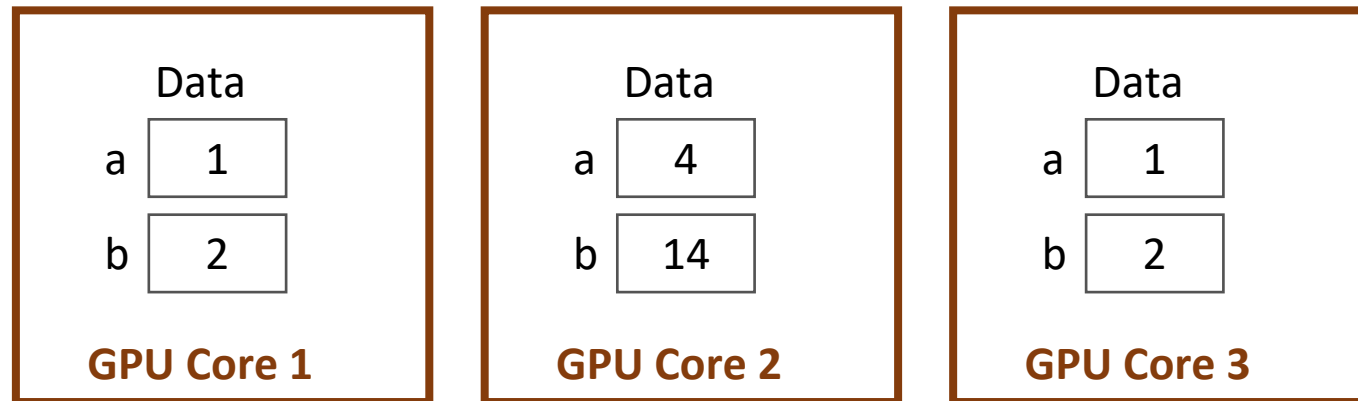 Data
a 1
b 2
GPU Core 1
Data
a 4
b 14
GPU Core 2
Data
a 1
b 2
GPU Core 3